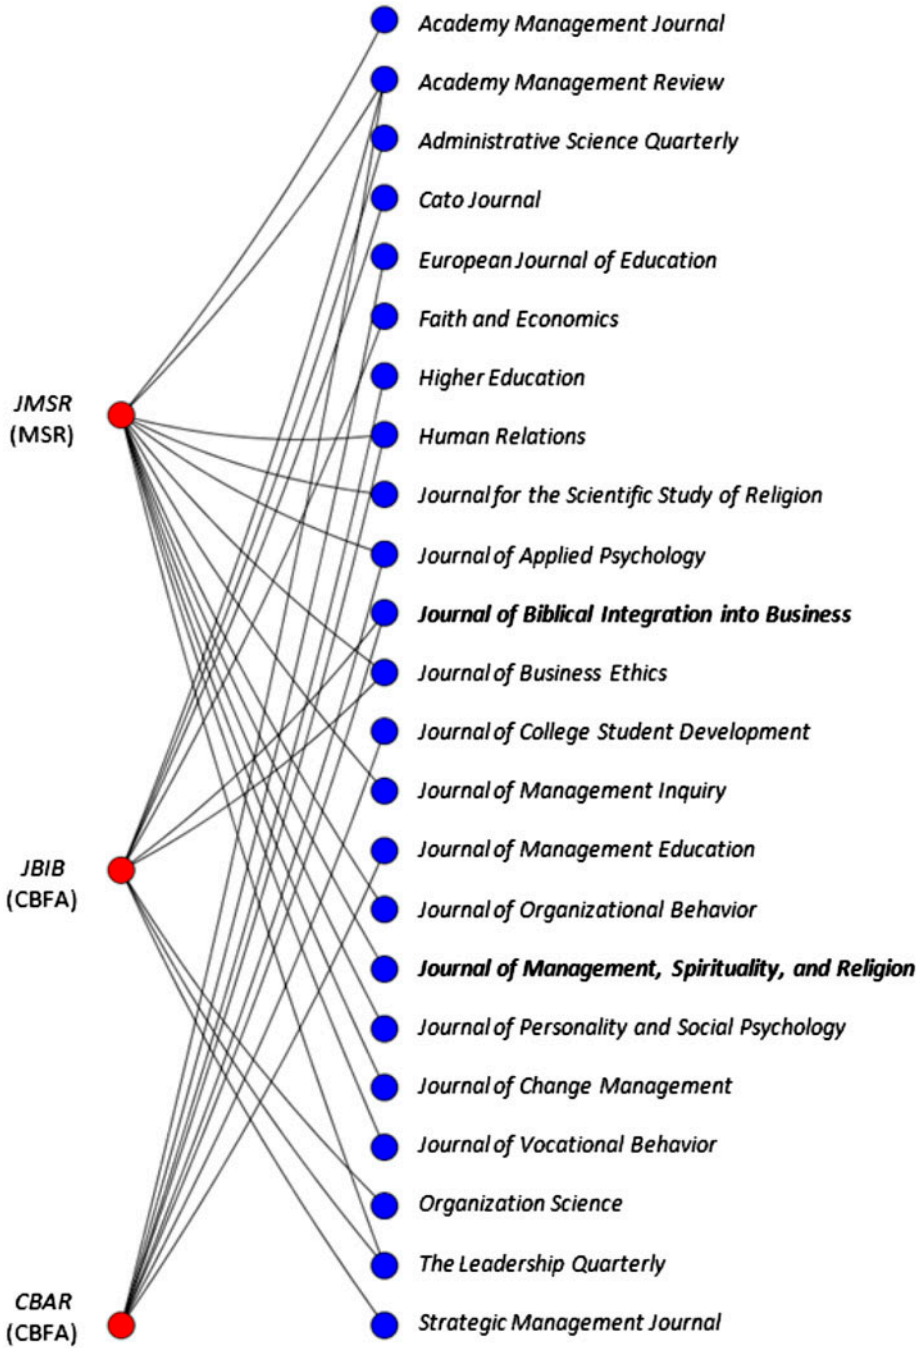 JMSR
(MSR)
JBIB
(CBFA)
CBAR
(CBFA)
Academy Management Journal
Academy Management Review
Administrative Science Quarterly
Cato Journal
European Journal of Education
Faith and Economics
Higher Education
Human Relations
Journal for the Scientific Study of Religion
Journal of Applied Psychology
Journal of Biblical Integration into Business
Journal of Business Ethics
Journal of College Student Development
Journal of Management Inquiry
Journal of Management Education
Journal of Organizational Behavior
Journal of Management, Spirituality, and Religion
Journal of Personality and Social Psychology
Journal of Change Management
Journal of Vocational Behavior
Organization Science
The Leadership Quarterly
Strategic Management Journal